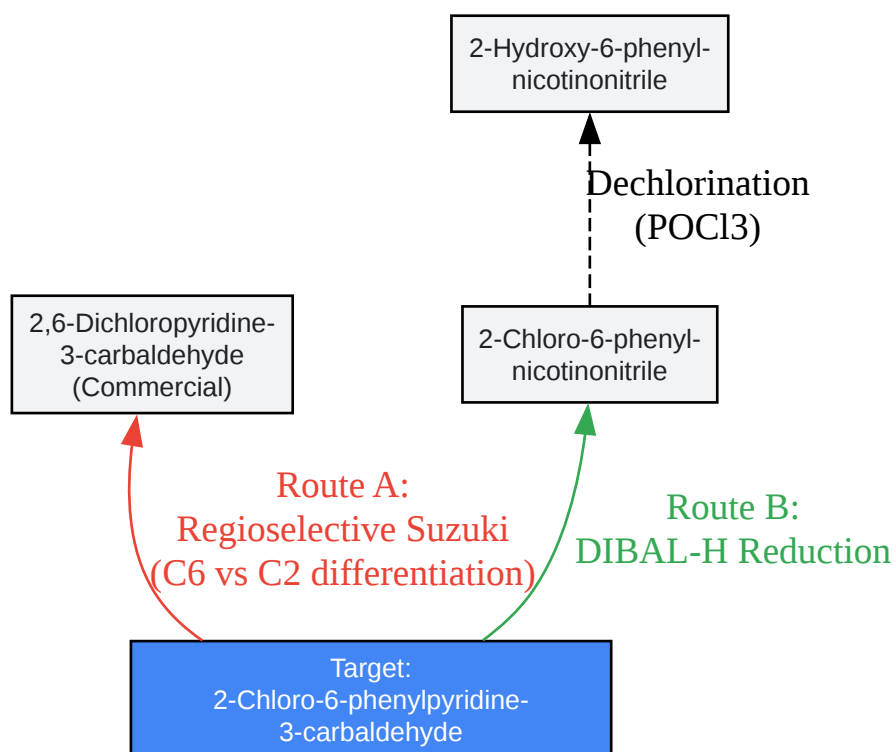 2-Hydroxy-6-phenyl-
nicotinonitrile
Dechlorination
(POCl3)
2,6-Dichloropyridine-
3-carbaldehyde
(Commercial)
2-Chloro-6-phenyl-
nicotinonitrile
Route A:
Regioselective Suzuki
(C6 vs C2 differentiation)
Route B:
DIBAL-H Reduction
Target:
2-Chloro-6-phenylpyridine-
3-carbaldehyde